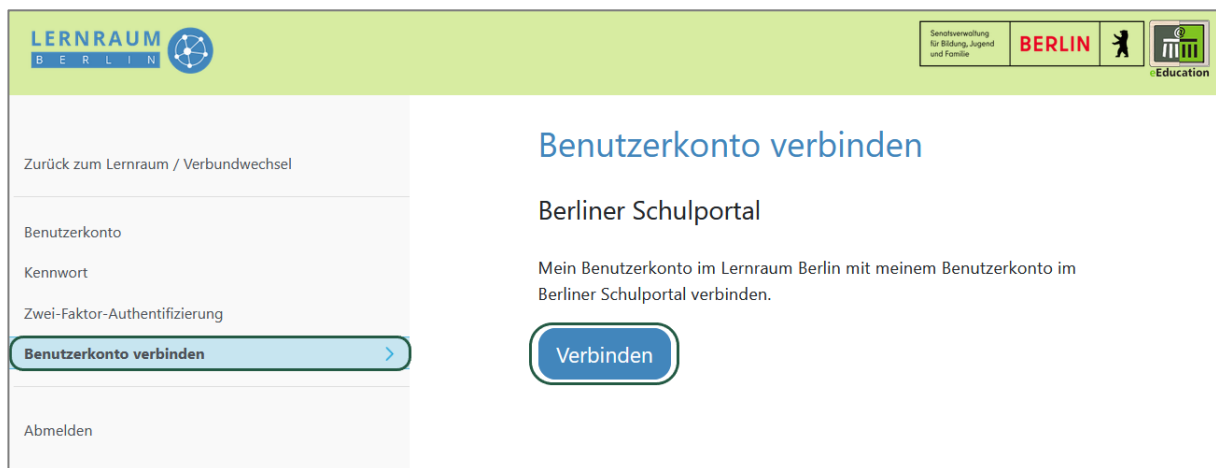 LERNRAUM
BERLIN
Senatsverwaltung
für Bildung, Jugend
und Familie
BERLIN
eEducation
Zurück zum Lernraum / Verbundwechsel
Benutzerkonto
Kennwort
Zwei-Faktor-Authentifizierung
Benutzerkonto verbinden
Abmelden
Benutzerkonto verbinden
Berliner Schulportal
Mein Benutzerkonto im Lernraum Berlin mit meinem Benutzerkonto im
Berliner Schulportal verbinden.
Verbinden